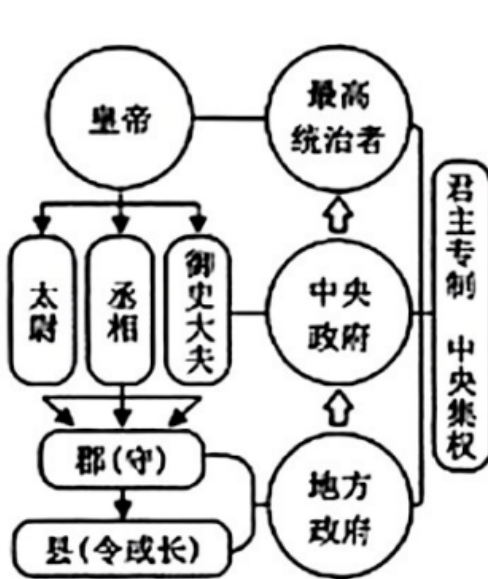 皇帝
最高
统治者
太尉
丞相
御史大夫
中央
政府
君主专制 中央集权
郡(守)
县(令或长)
地方
政府